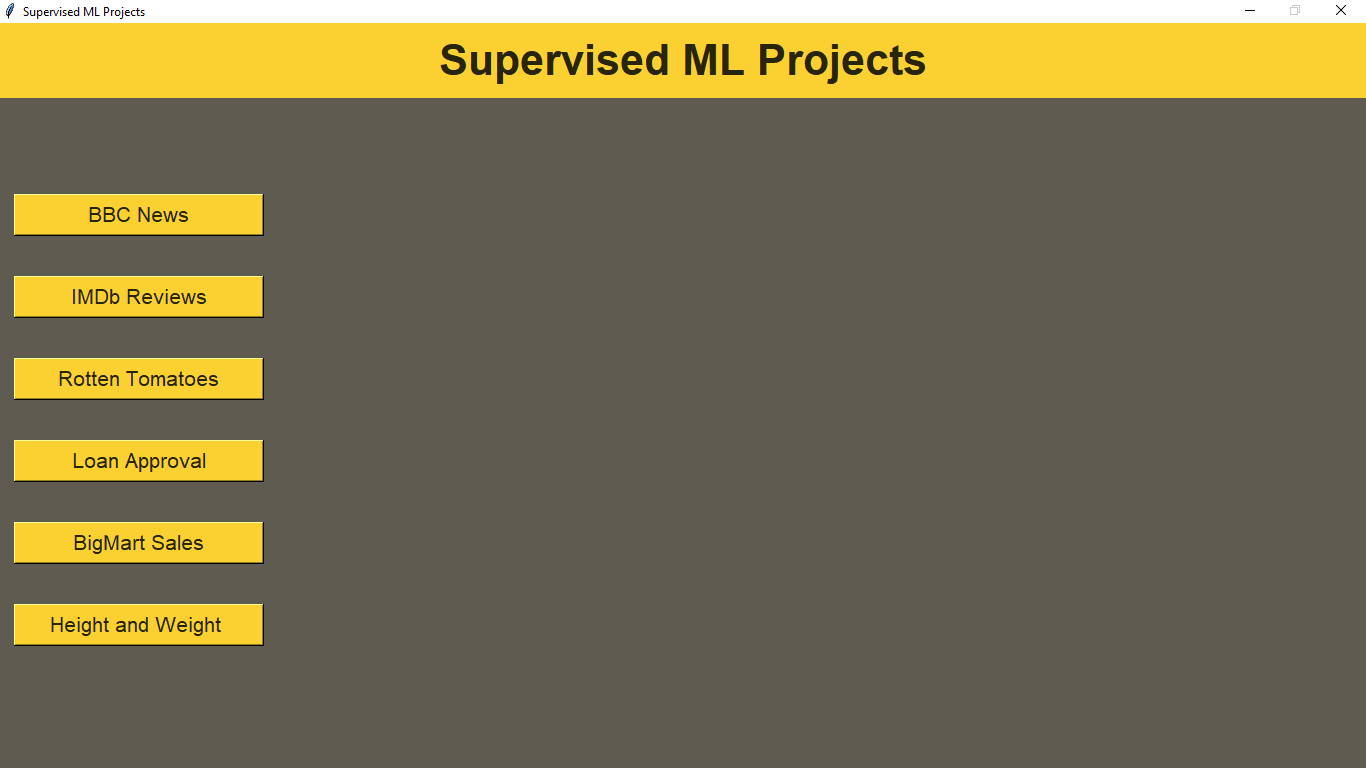 Supervised ML Projects
Supervised ML Projects
BBC News
IMDb Reviews
Rotten Tomatoes
Loan Approval
BigMart Sales
Height and Weight